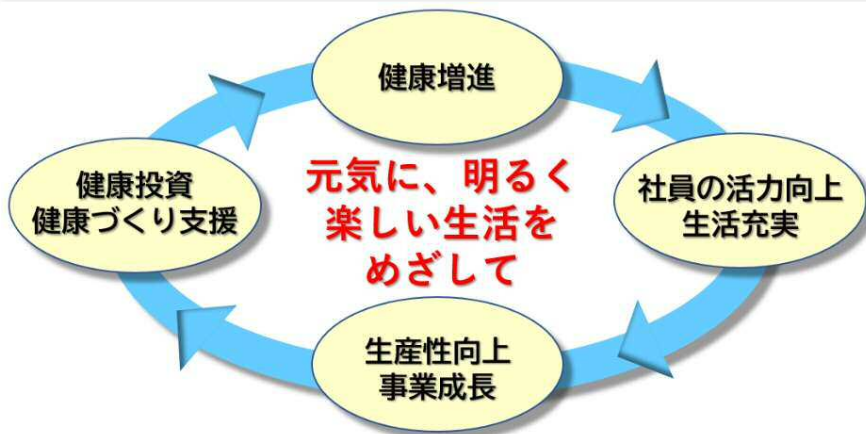 健康増進
健康投資
健康づくり支援
元気に、明るく
楽しい生活を
めざして
社員の活力向上
生活充実
生産性向上
事業成長